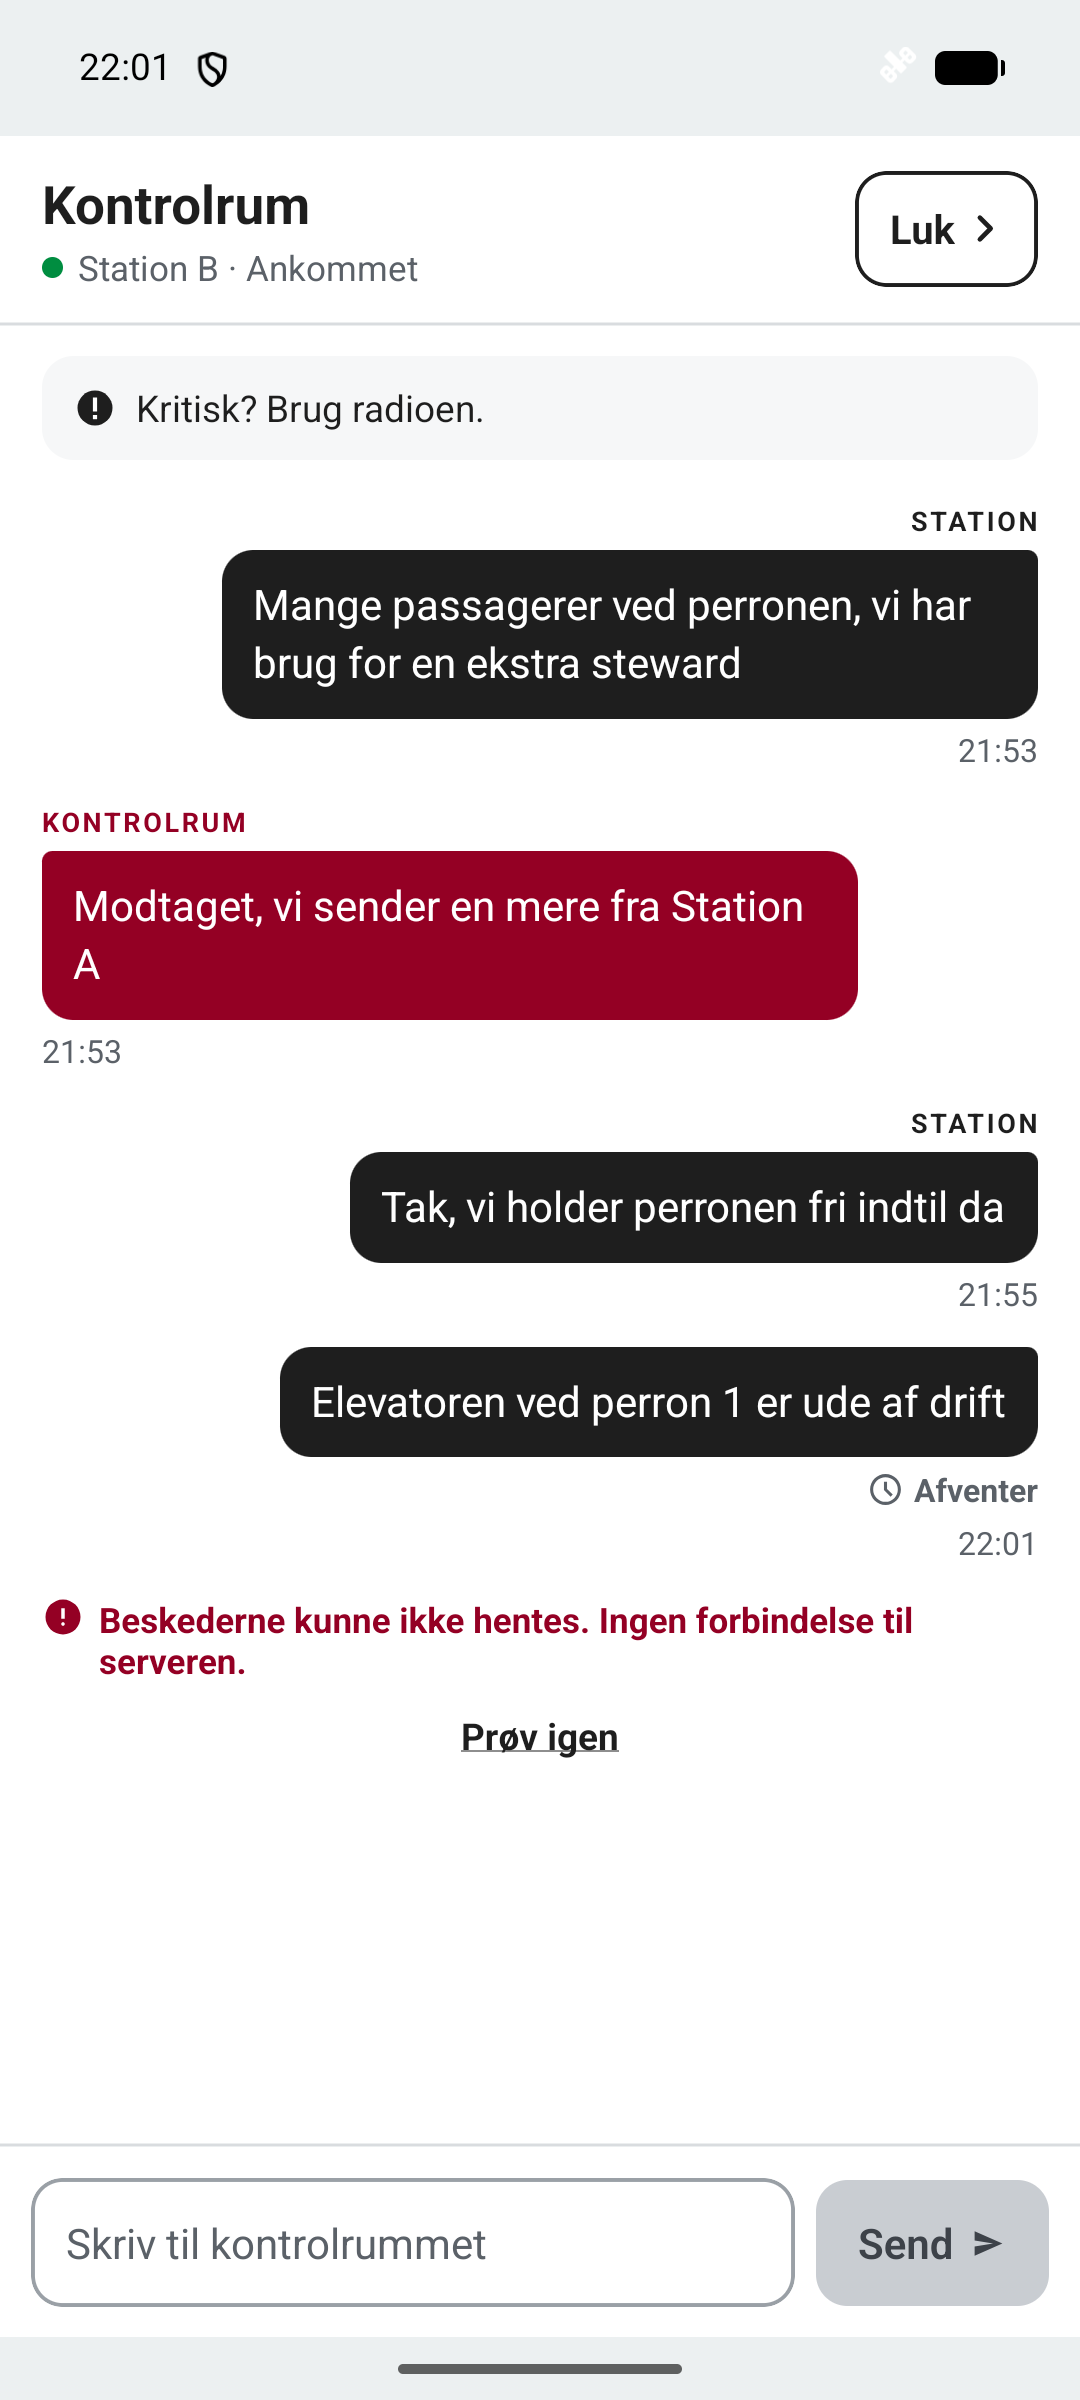 22:01
Kontrolrum
Station B · Ankommet
Luk
Kritisk? Brug radioen.
STATION
Mange passagerer ved perronen, vi har
brug for en ekstra steward
21:53
KONTROLRUM
Modtaget, vi sender en mere fra Station
A
21:53
STATION
Tak, vi holder perronen fri indtil da
21:55
Elevatoren ved perron 1 er ude af drift
Afventer
22:01
Beskederne kunne ikke hentes. Ingen forbindelse til
serveren.
Prøv igen
Skriv til kontrolrummet
Send